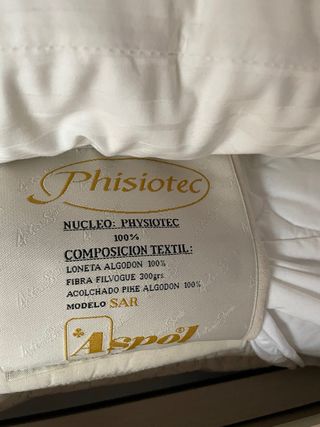 Phisiotec
NUCLEO: PHYSIOTEC
100%
COMPOSICION TEXTIL:
LONETA ALGODON 100%
FIBRA FILVOGUE 300grs.
ACOLCHADO PIKE ALGODON 100%
MODELO SAR
Aspol